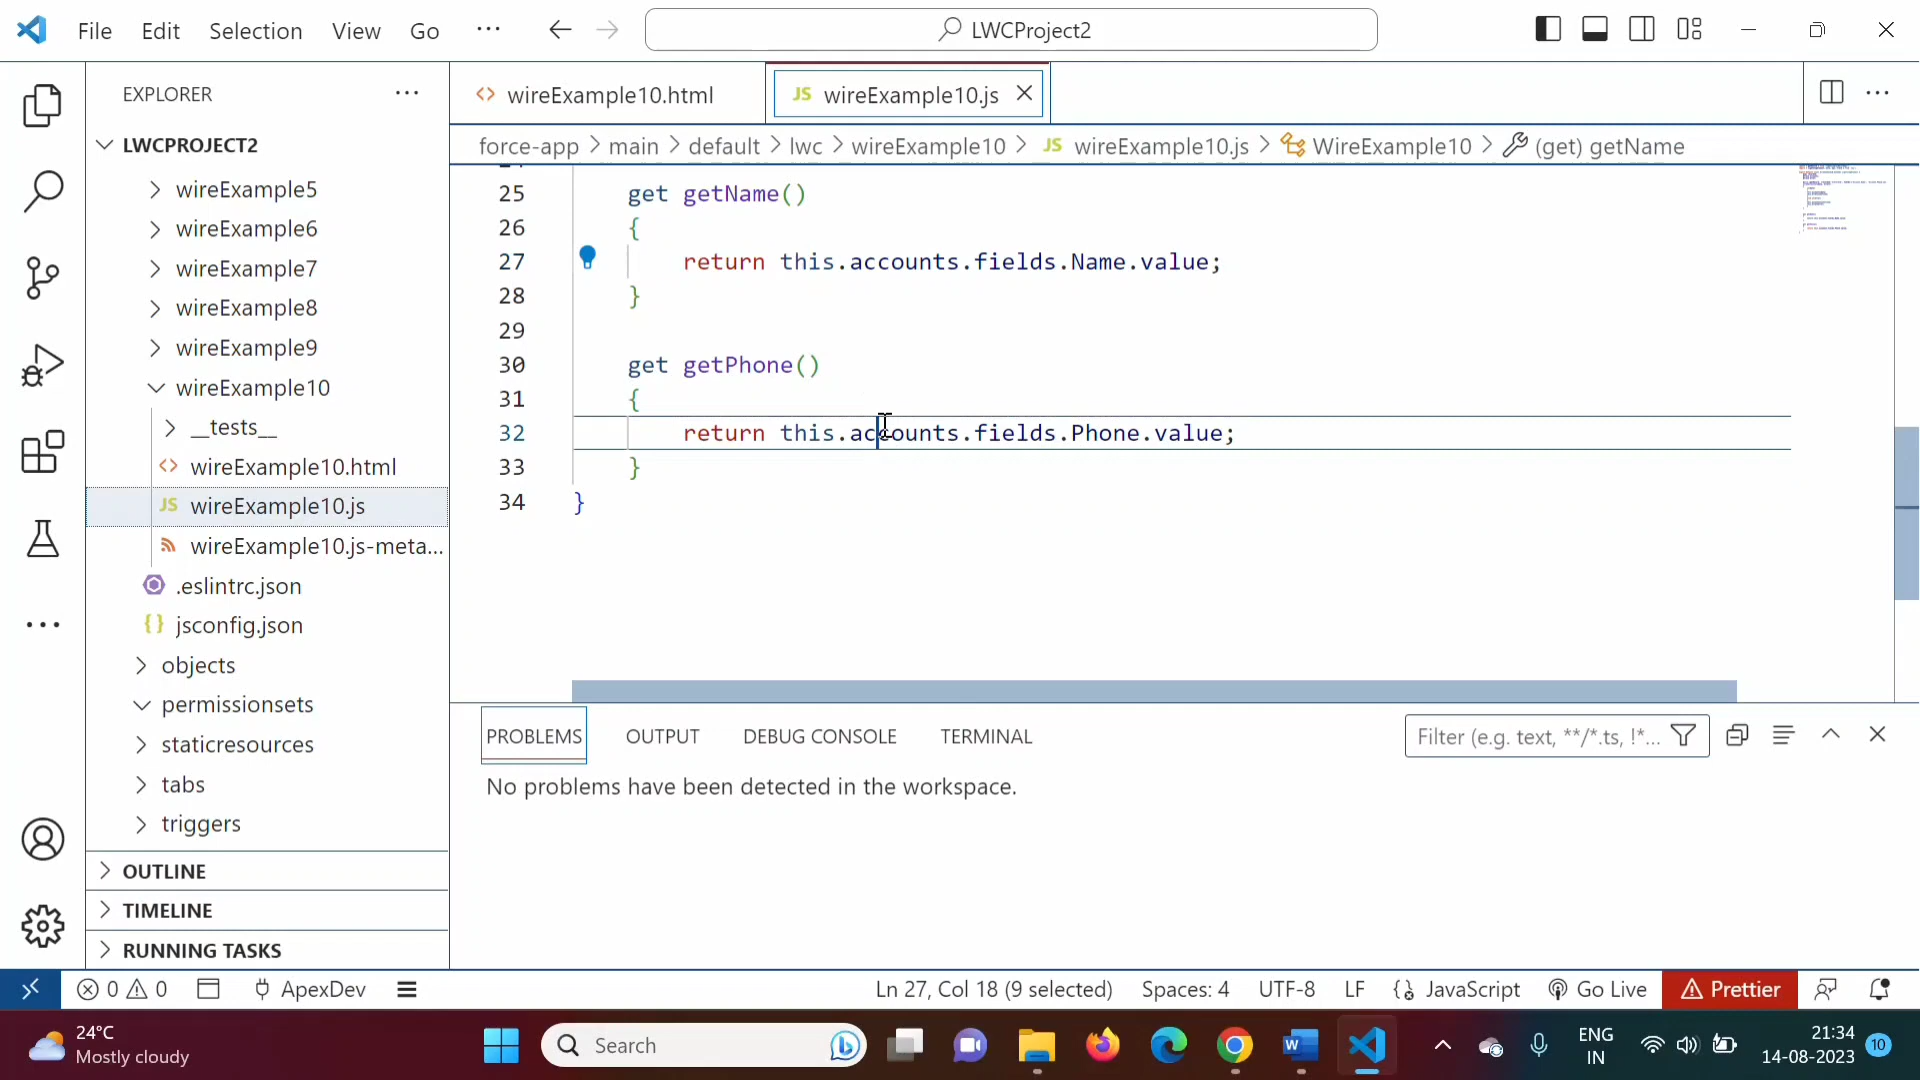 File Edit Selection View Go ··· LWCProject2
EXPLORER ···
wireExample10.html
JS wireExample10.js
LWCPROJECT2
force-app > main > default > lwc > wireExample10 > JS wireExample10.js > WireExample10 > (get) getName
wireExample5
wireExample6
wireExample7
wireExample8
wireExample9
wireExample10
__tests__
wireExample10.html
JS wireExample10.js
wireExample10.js-meta...
.eslintrc.json
{} jsconfig.json
objects
permissionsets
staticresources
tabs
triggers
OUTLINE
TIMELINE
RUNNING TASKS
25 get getName()
26 {
27 return this.accounts.fields.Name.value;
28 }
29
30 get getPhone()
31 {
32 return this.accounts.fields.Phone.value;
33 }
34 }
PROBLEMS OUTPUT DEBUG CONSOLE TERMINAL Filter (e.g. text, **/*.ts, !*...
No problems have been detected in the workspace.
0 0 ApexDev Ln 27, Col 18 (9 selected) Spaces: 4 UTF-8 LF JavaScript Go Live Prettier
24°C
Mostly cloudy
Search
ENG
IN
21:34
14-08-2023
10